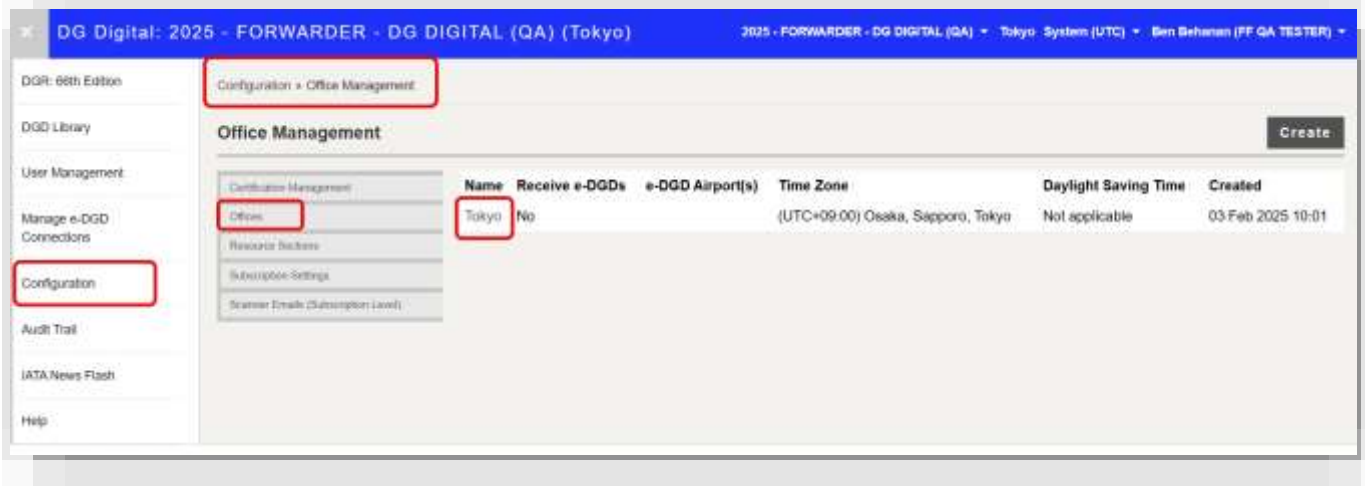 × DG Digital: 2025 - FORWARDER - DG DIGITAL (QA) (Tokyo) 2025 - FORWARDER - DG DIGITAL (QA) Tokyo System (UTC) Ben Behanan (FF QA TESTER)
DGR: 66th Edition
Configuration » Office Management
DGD Library
Office Management
Create
User Management
Certification Management
Name Receive e-DGDs e-DGD Airport(s) Time Zone Daylight Saving Time Created
Manage e-DGD
Connections
Offices
Tokyo No (UTC+09:00) Osaka, Sapporo, Tokyo Not applicable 03 Feb 2025 10:01
Resource Sections
Configuration
Subscription Settings
Scanner Emails (Subscription Level)
Audit Trail
IATA News Flash
Help